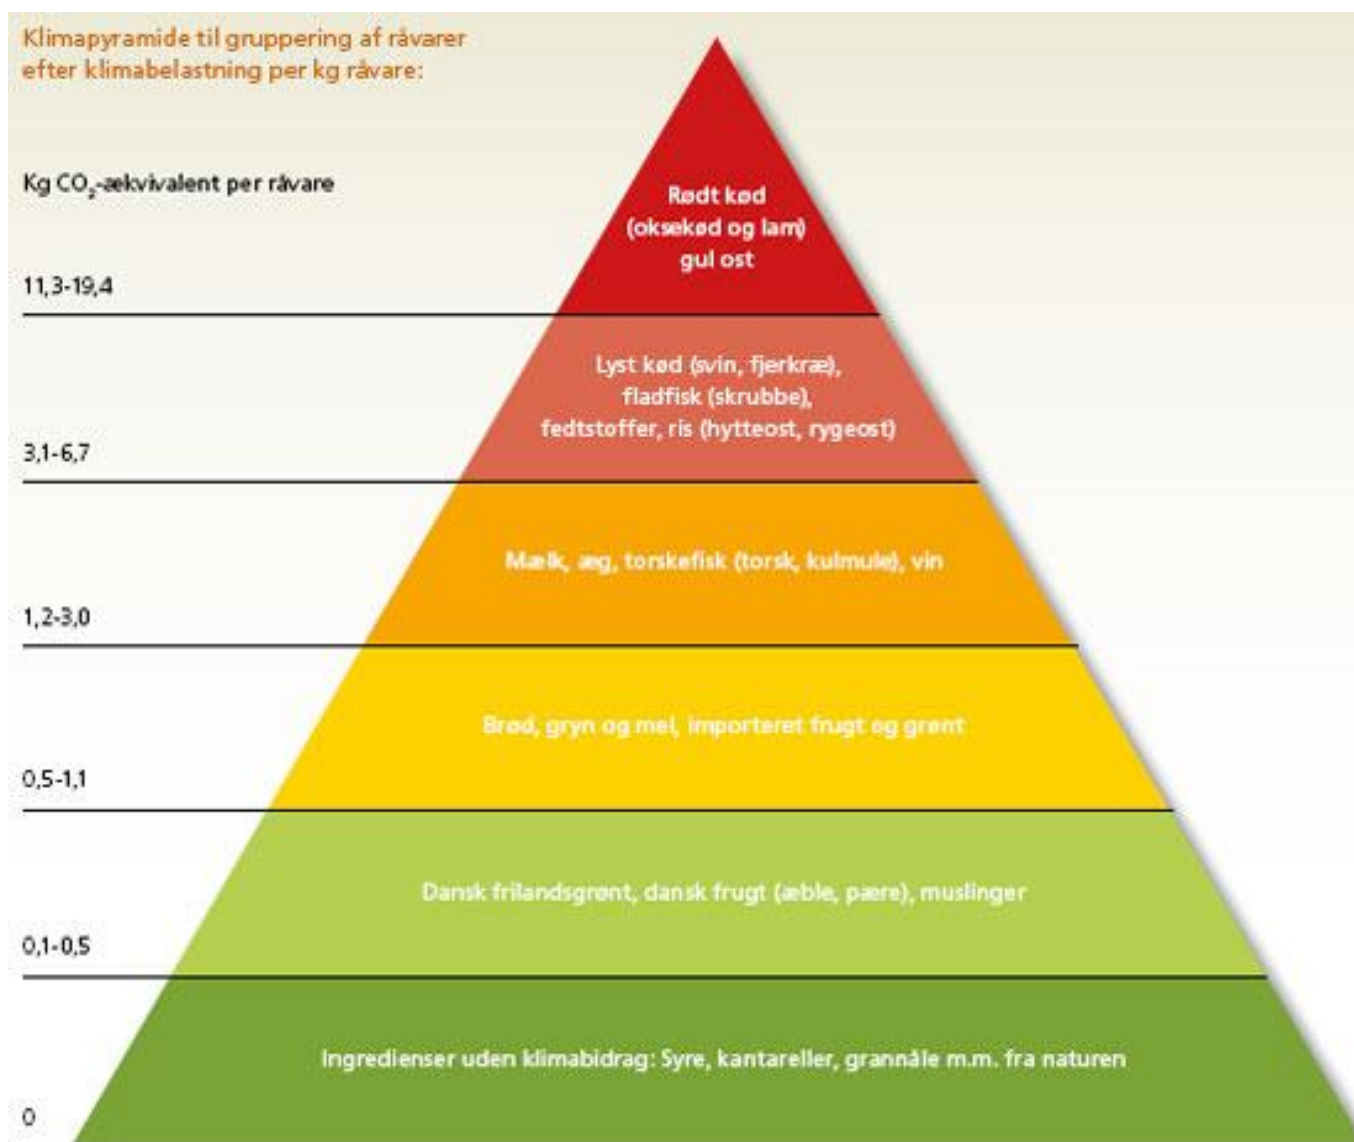 Klimapyramide til gruppering af råvarer
efter klimabelastning per kg råvare:
Kg CO₂-ækvivalent per råvare
Rødt kød
(oksekød og lam)
gul ost
11,3-19,4
Lyst kød (svin, fjerkræ),
fladfisk (skrubbe),
fedtstoffer, ris (hytteost, rygeost)
3,1-6,7
Mælk, æg, torskefisk (torsk, kulmule), vin
1,2-3,0
Brød, gryn og mel, importeret frugt og grønt
0,5-1,1
Dansk frilandsgrønt, dansk frugt (æble, pære), muslinger
0,1-0,5
Ingredienser uden klimabidrag: Syre, kantareller, grannåle m.m. fra naturen
0